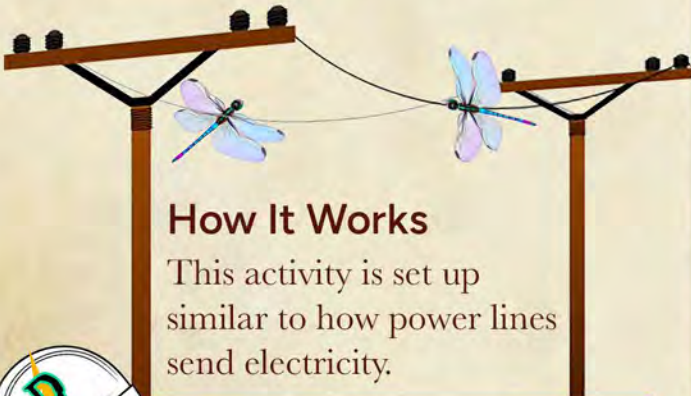 How It Works
This activity is set up
similar to how power lines
send electricity.